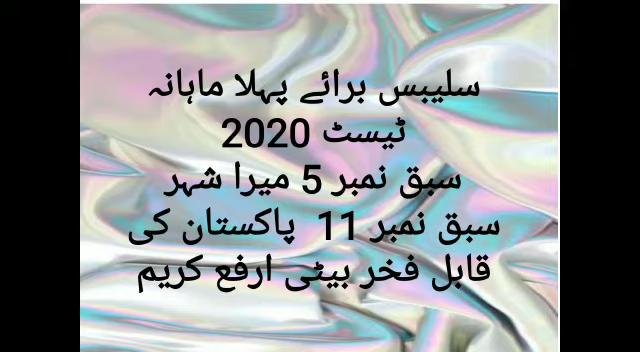 سلیبس برائے پہلا ماہانہ
ٹیسٹ 2020
سبق نمبر 5 میرا شہر
سبق نمبر 11 پاکستان کی
قابل فخر بیٹی ارفع کریم